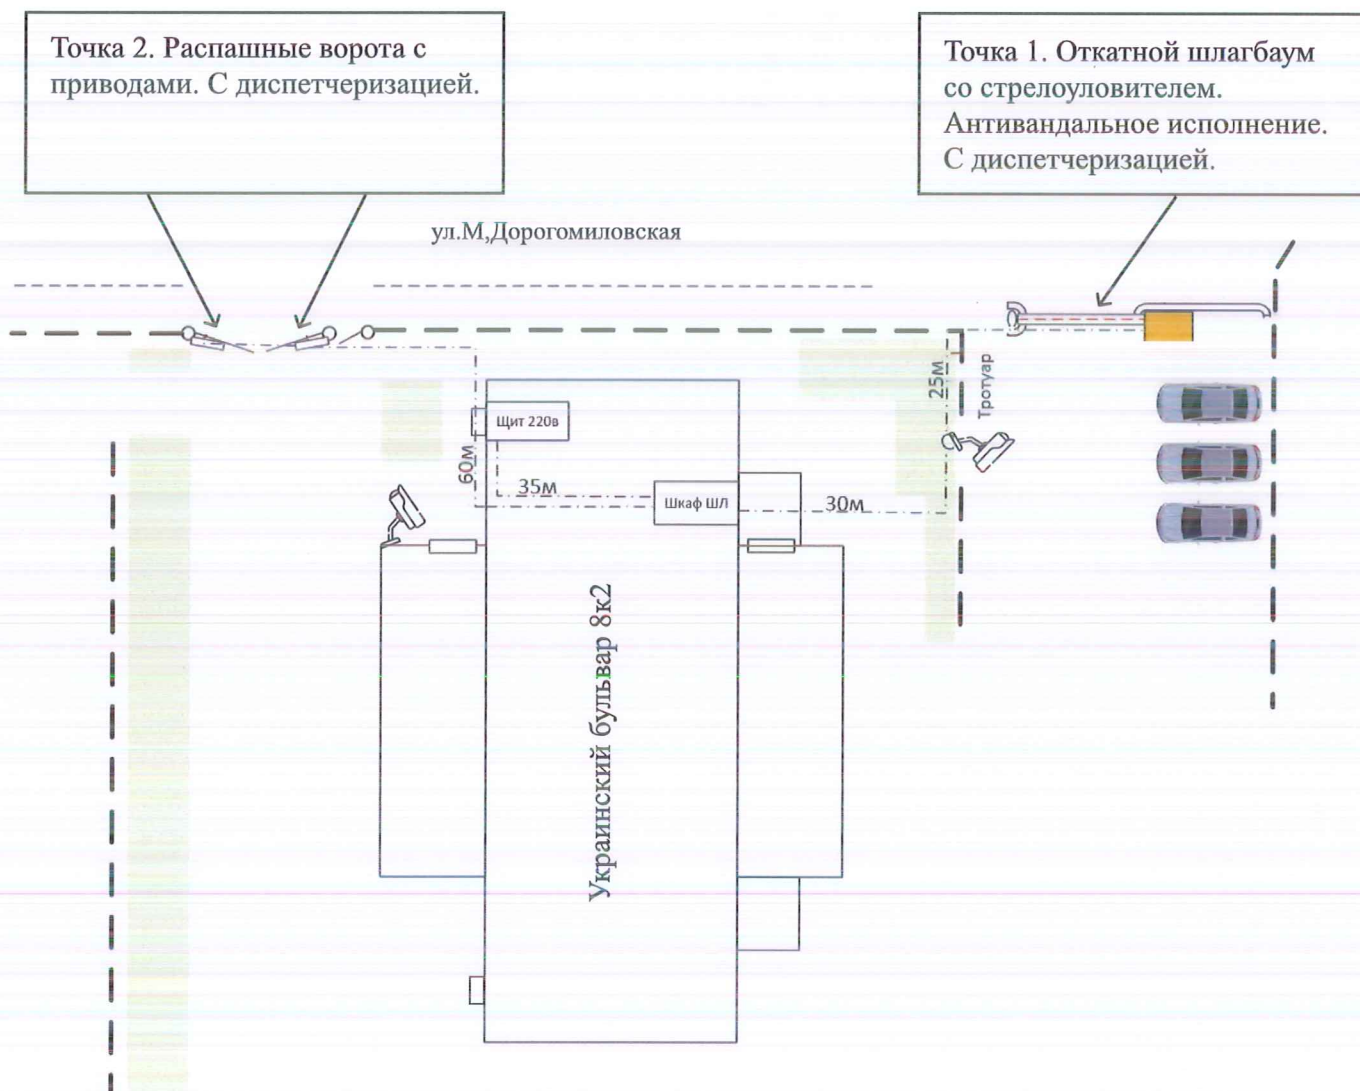 Точка 2. Распашные ворота с
приводами. С диспетчеризацией.
Точка 1. Откатной шлагбаум
со стрелоуловителем.
Антивандальное исполнение.
С диспетчеризацией.
ул.М,Дорогомиловская
25м
Тротуар
Щит 220в
60м
35м
Шкаф ШЛ
30м
Украинский бульвар 8к2